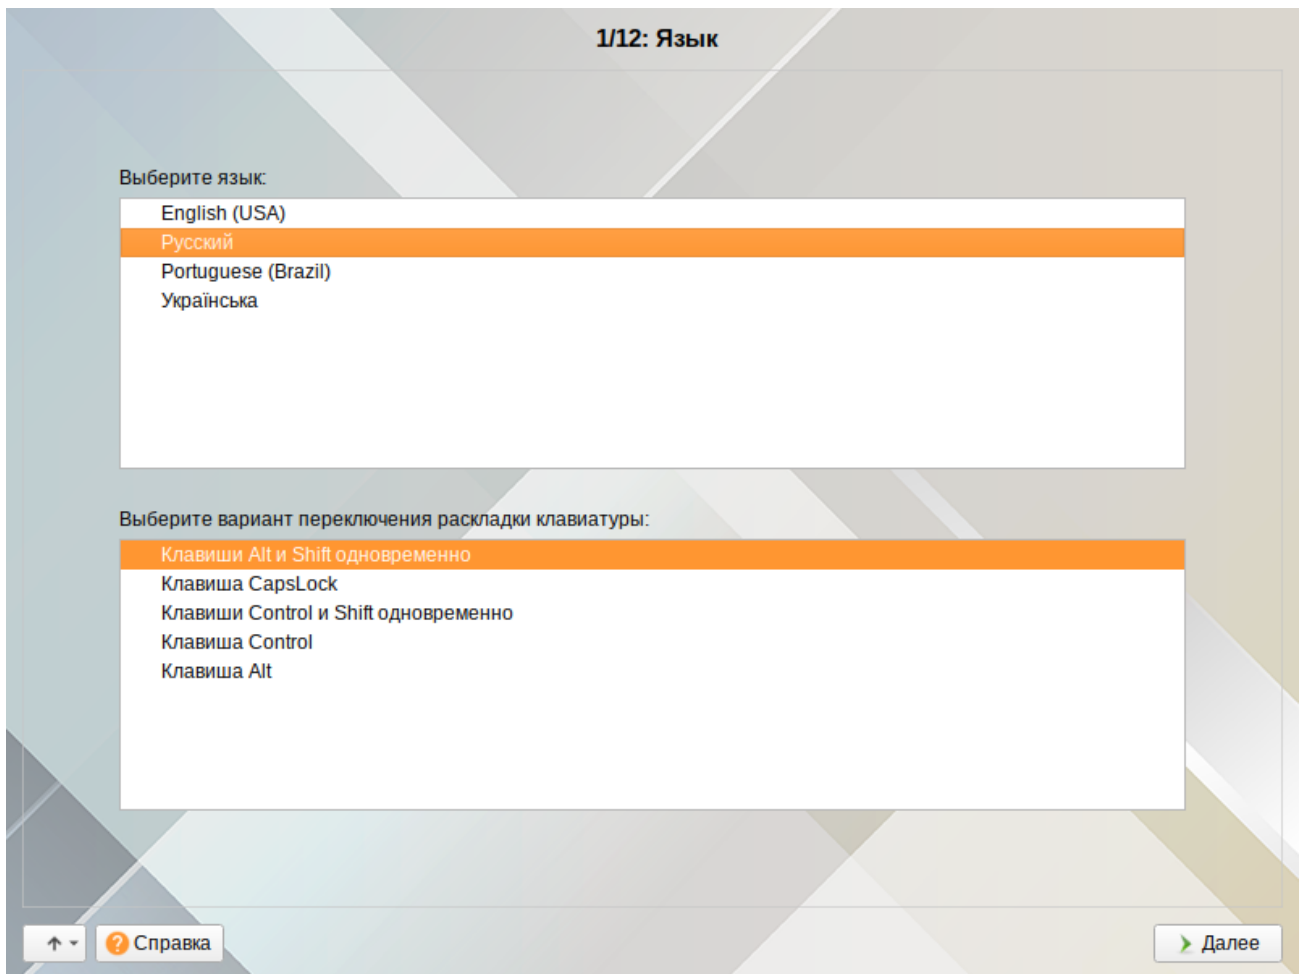 1/12: Язык
Выберите язык:
English (USA)
Русский
Portuguese (Brazil)
Українська
Выберите вариант переключения раскладки клавиатуры:
Клавиши Alt и Shift одновременно
Клавиша CapsLock
Клавиши Control и Shift одновременно
Клавиша Control
Клавиша Alt
Справка
Далее